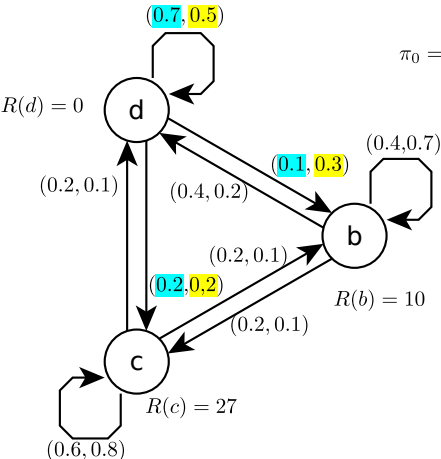 (0.7, 0.5)
π₀ =
R(d) = 0
d
(0.1, 0.3)
(0.4,0.7)
(0.2, 0.1)
(0.4, 0.2)
b
(0.2, 0.1)
(0.2,0,2)
R(b) = 10
(0.2, 0.1)
c
R(c) = 27
(0.6, 0.8)